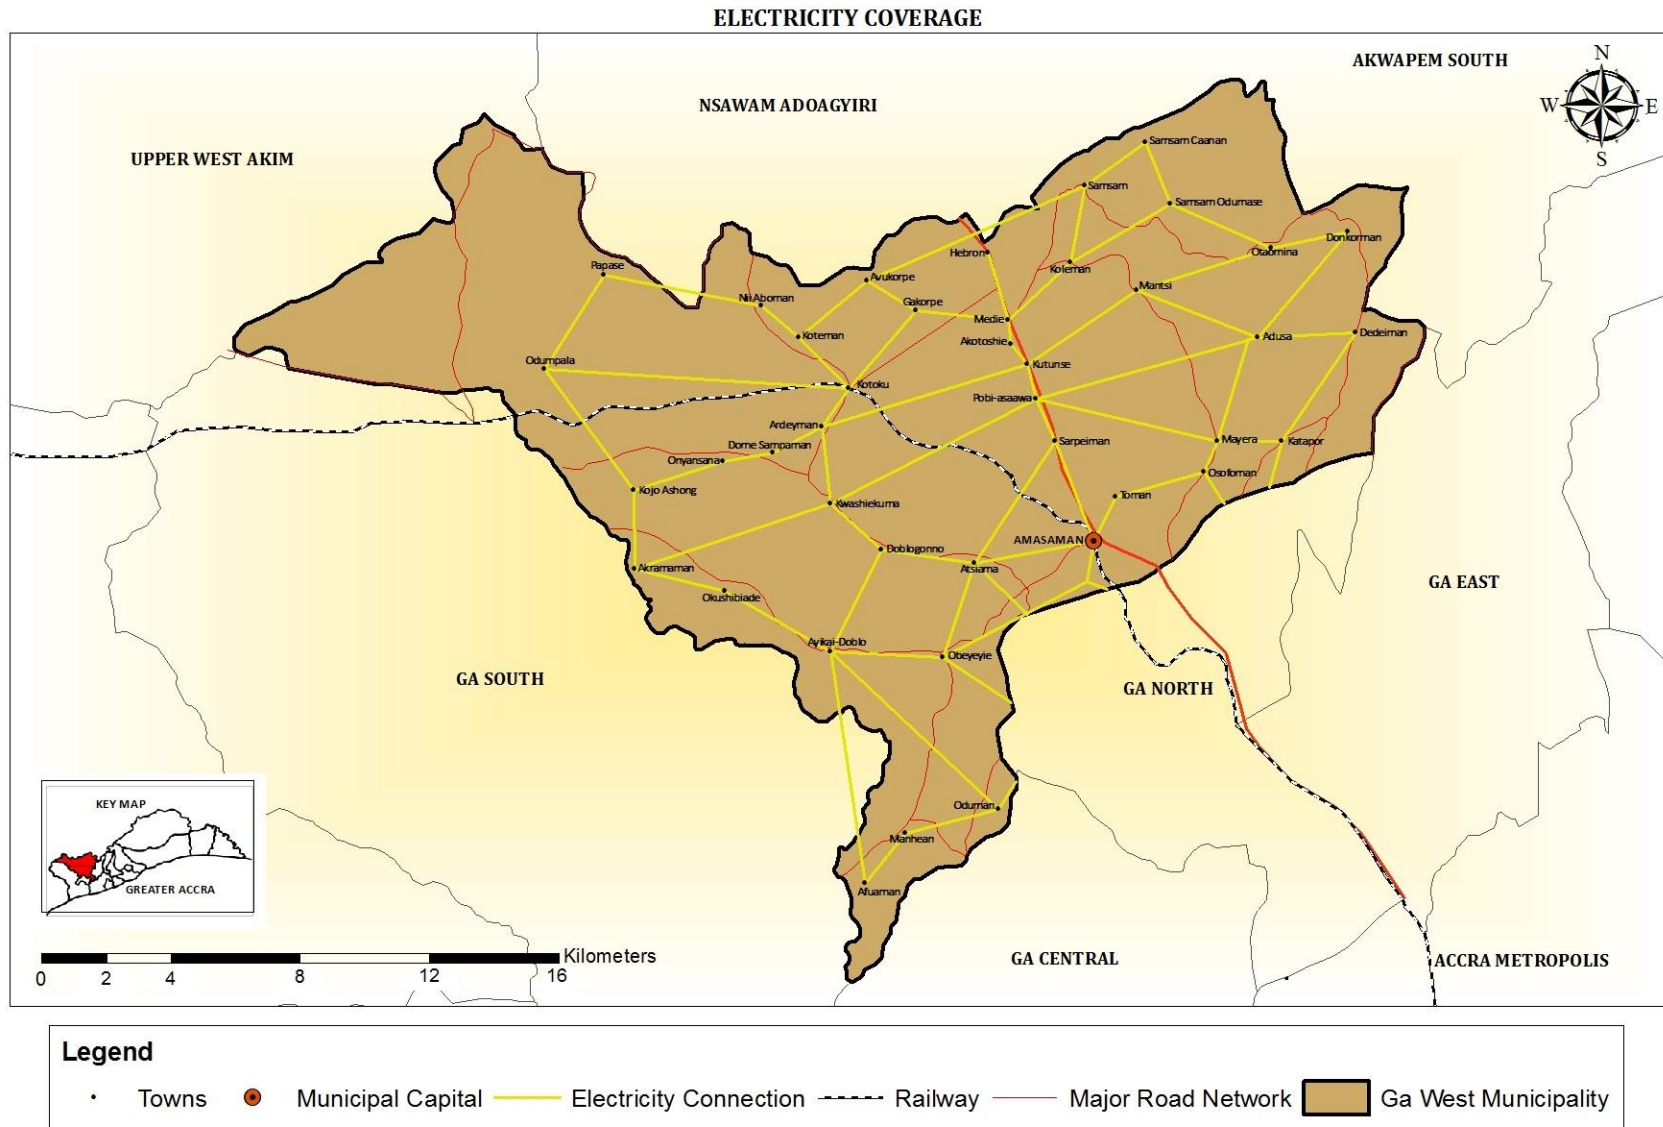 ELECTRICITY COVERAGE
AKWAPEM SOUTH
N
W E
S
NSAWAM ADOAGYIRI
UPPER WEST AKIM
Samsam Caanan
Samsam
Samsam Odumase
Donkorman
Otaomina
Hebron
Koleman
Papase
Avukorpe
Mantsi
Nii Aboman
Gakorpe
Medie
Koteman
Akotoshie
Adusa
Dedeiman
Odumpala
Kutunse
Kotoku
Pobi-asaawa
Ardeyman
Dome Sampaman
Sarpeiman
Mayera
Katapor
Onyansana
Osofoman
Kojo Ashong
Toman
Kwashiekuma
AMASAMAN
Doblogonno
Atsiama
Akramaman
GA EAST
Okushibiade
Ayikai-Doblo
Obeyeyie
GA SOUTH
GA NORTH
Oduman
Manhean
Afuaman
KEY MAP
GREATER ACCRA
Kilometers
0 2 4 8 12 16
GA CENTRAL
ACCRA METROPOLIS
Legend
Towns
Municipal Capital
Electricity Connection
Railway
Major Road Network
Ga West Municipality